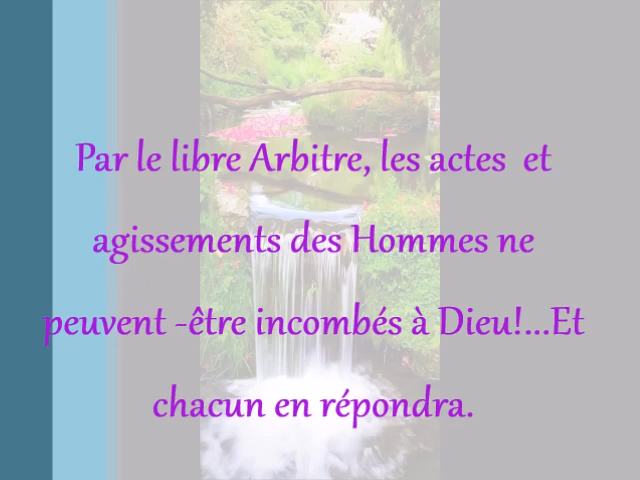 Par le libre Arbitre, les actes  et
agissements des Hommes ne
peuvent -être incombés à Dieu!...Et
chacun en répondra.